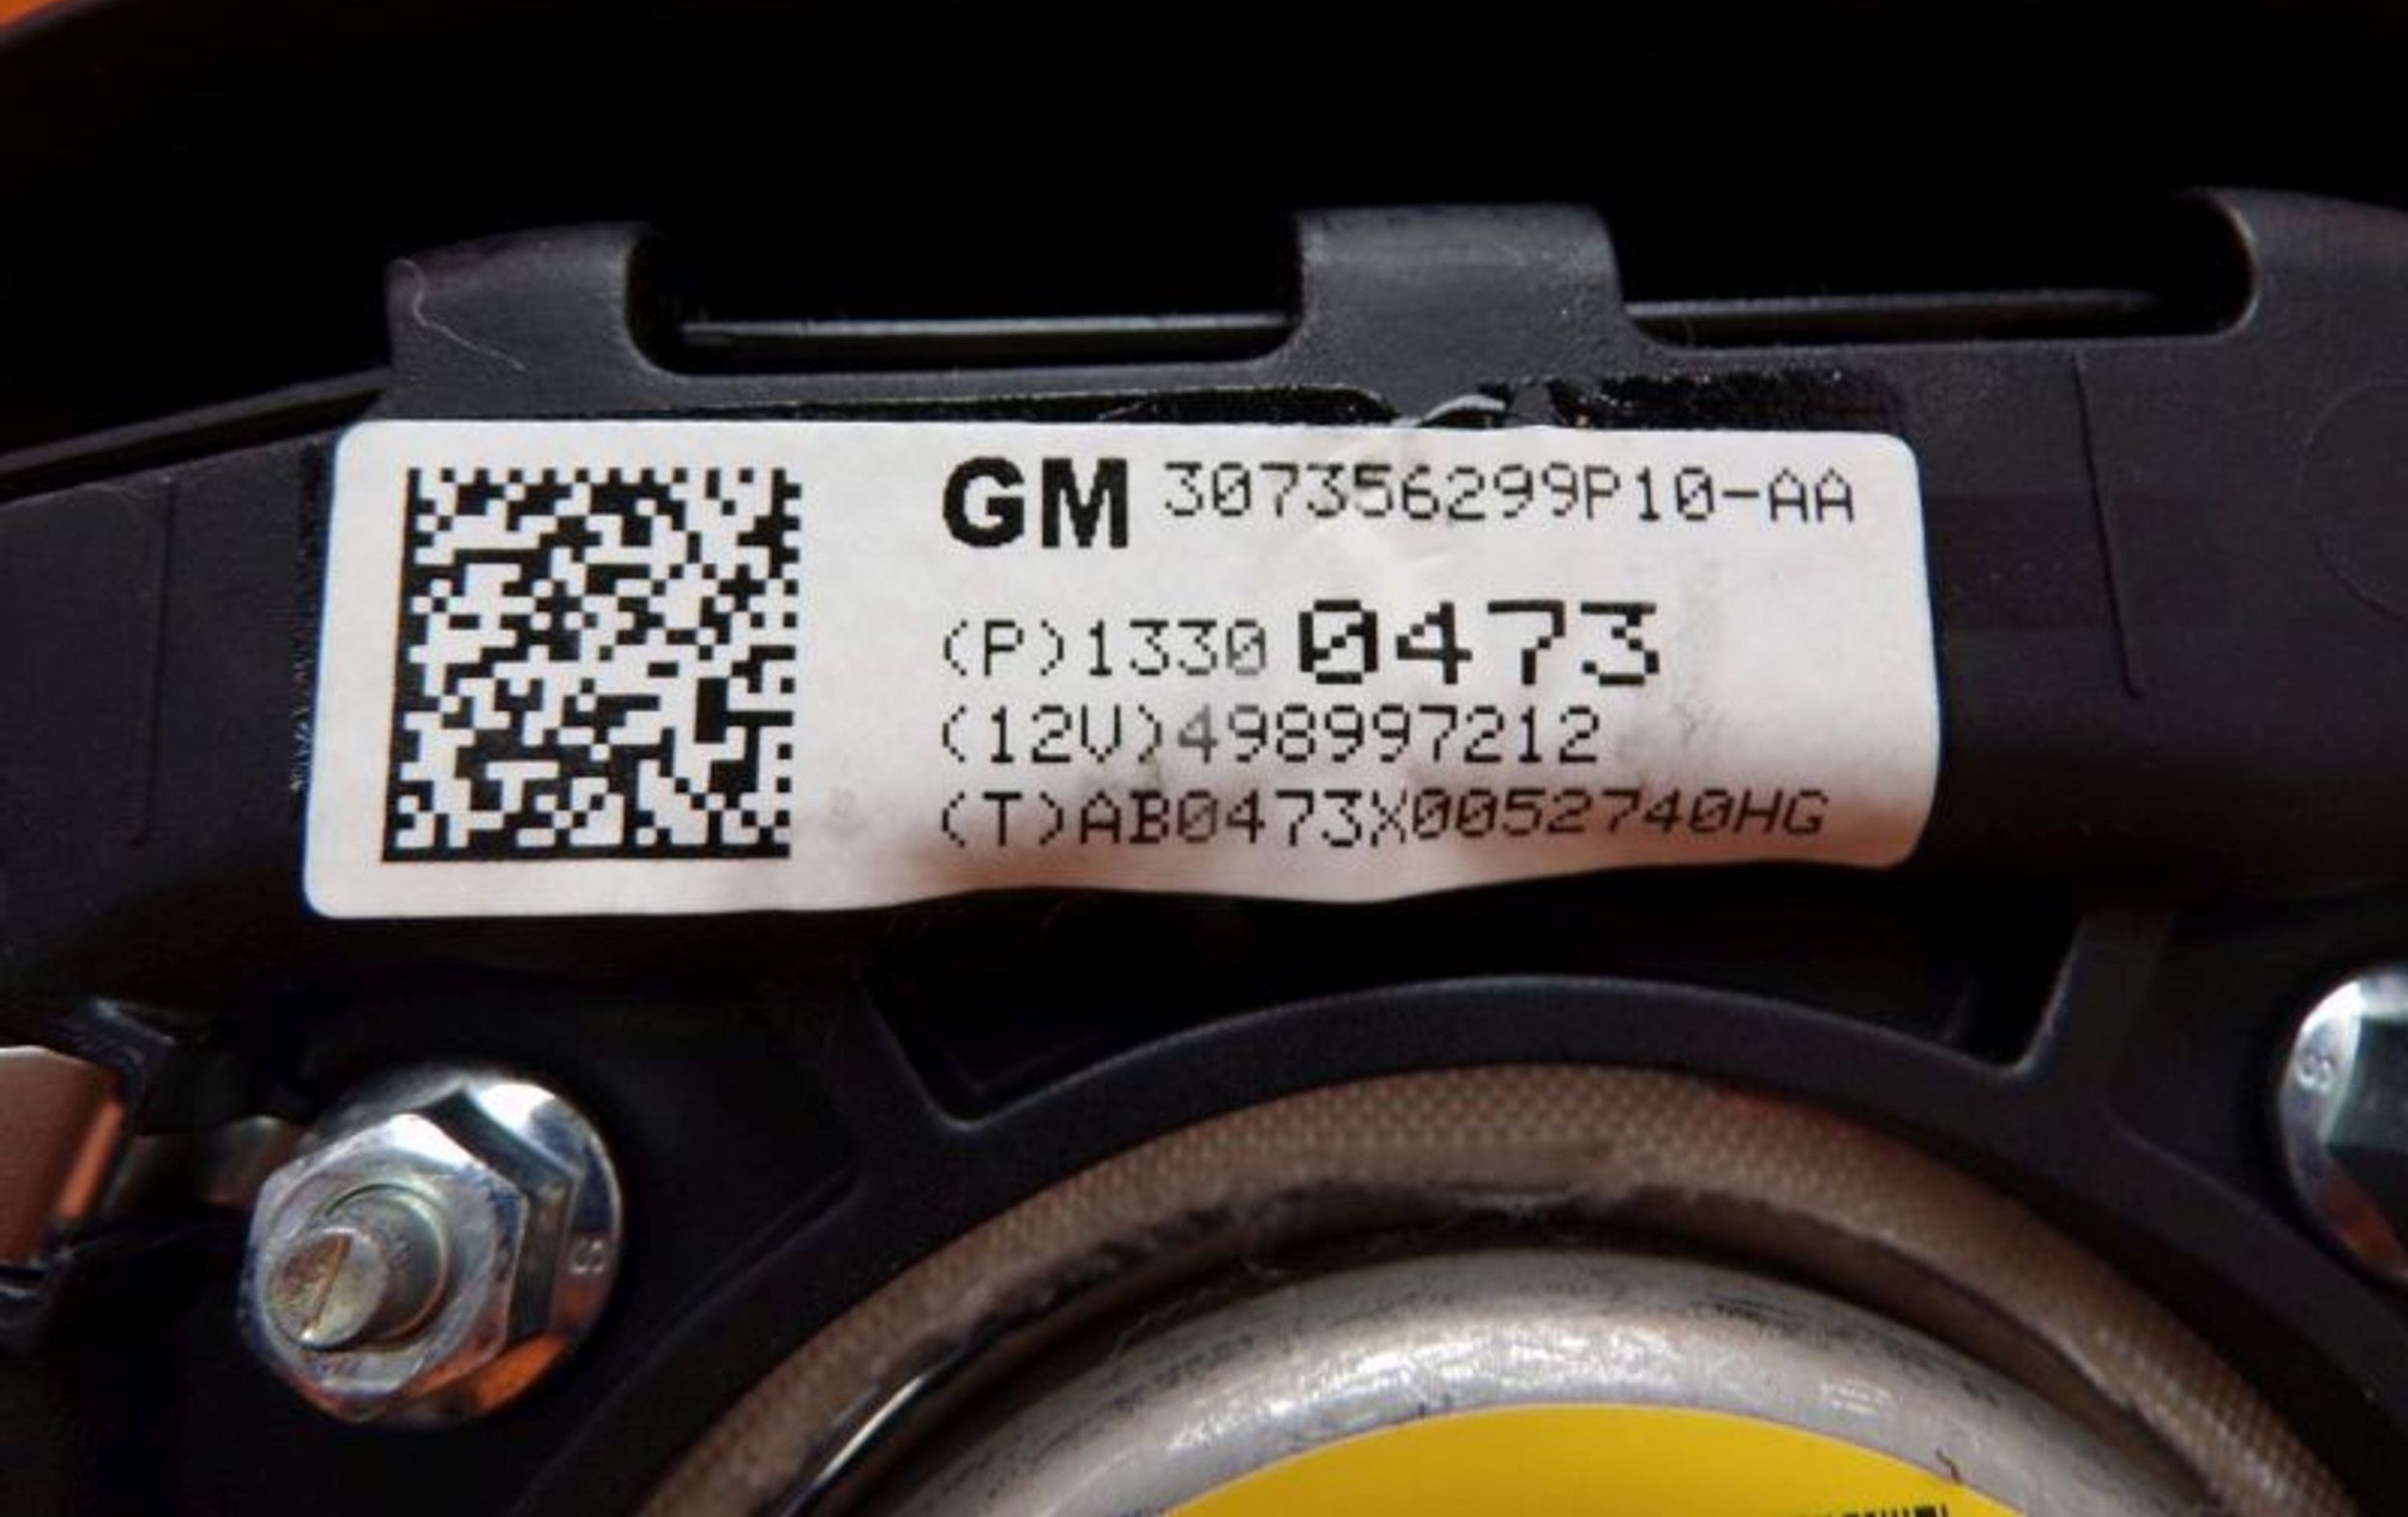 GM 307356299P10-AA
(P)13300473
(12V)498997212
(T)AB0473X0052740HG